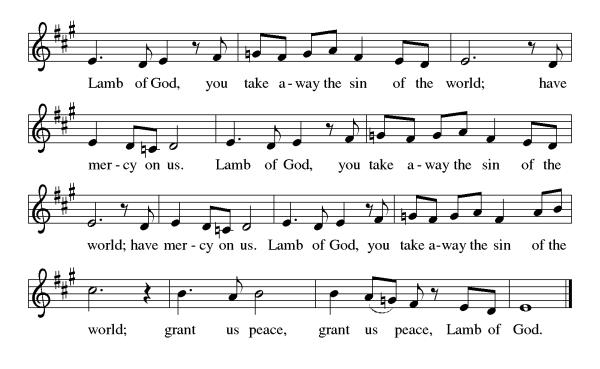 Lamb of God, you take a-way the sin of the world; have
mer-cy on us. Lamb of God, you take a-way the sin of the
world; have mer-cy on us. Lamb of God, you take a-way the sin of the
world; grant us peace, grant us peace, Lamb of God.